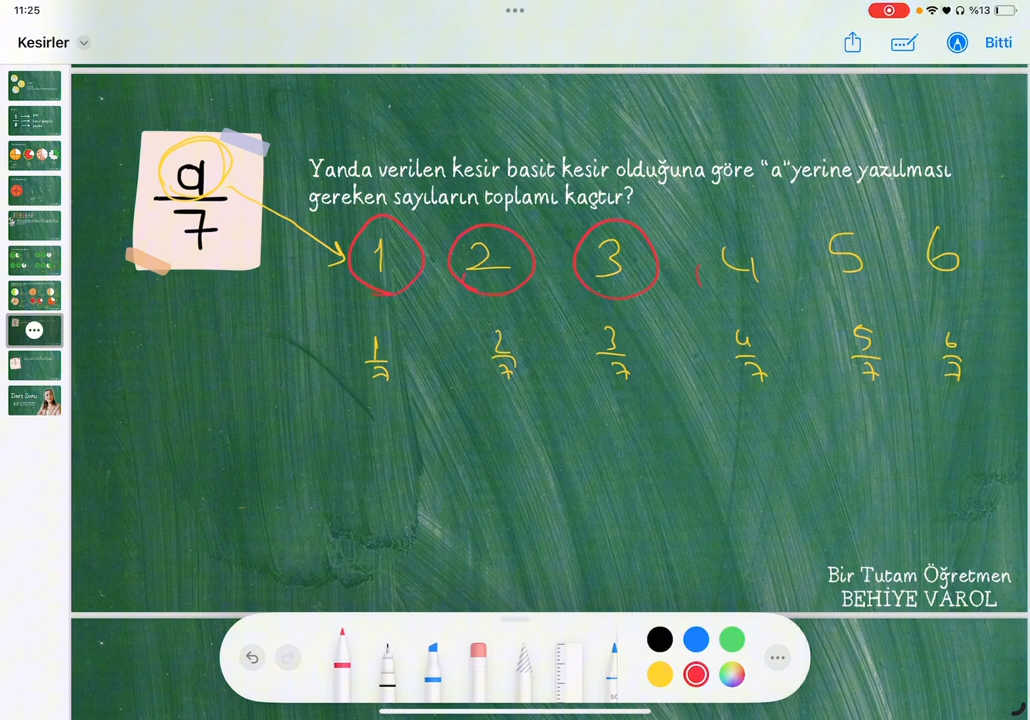 11:25
%13
Kesirler
Bitti
a
7
Yanda verilen kesir basit kesir olduğuna göre "a"yerine yazılması
gereken sayıların toplamı kaçtır?
1 2 3 4 5 6
1/7 2/7 3/7 4/7 5/7 6/7
Ders Sonu
Bir Tutam Öğretmen
BEHİYE VAROL